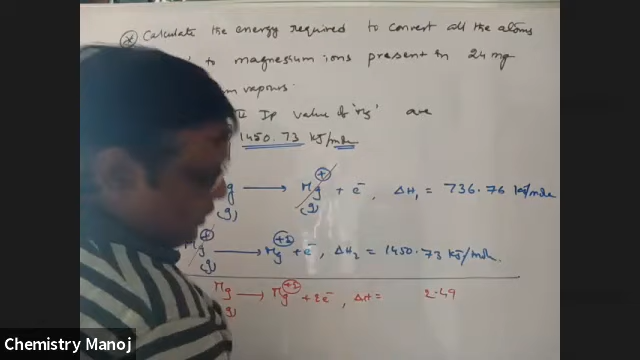 * Calculate the energy required to convert all the atoms
to magnesium ions present in 24 mg
vapours.
II IP value of 'Mg' are
1450.73 kJ/mole
g → Mg+ + e-, ΔH1 = 736.76 kJ/mole
(g) (g)
Mg+ → Mg+2 + e-, ΔH2 = 1450.73 kJ/mole.
(g)
Mg → Mg+2 + 2e-, ΔH = 2.49
g)
Chemistry Manoj